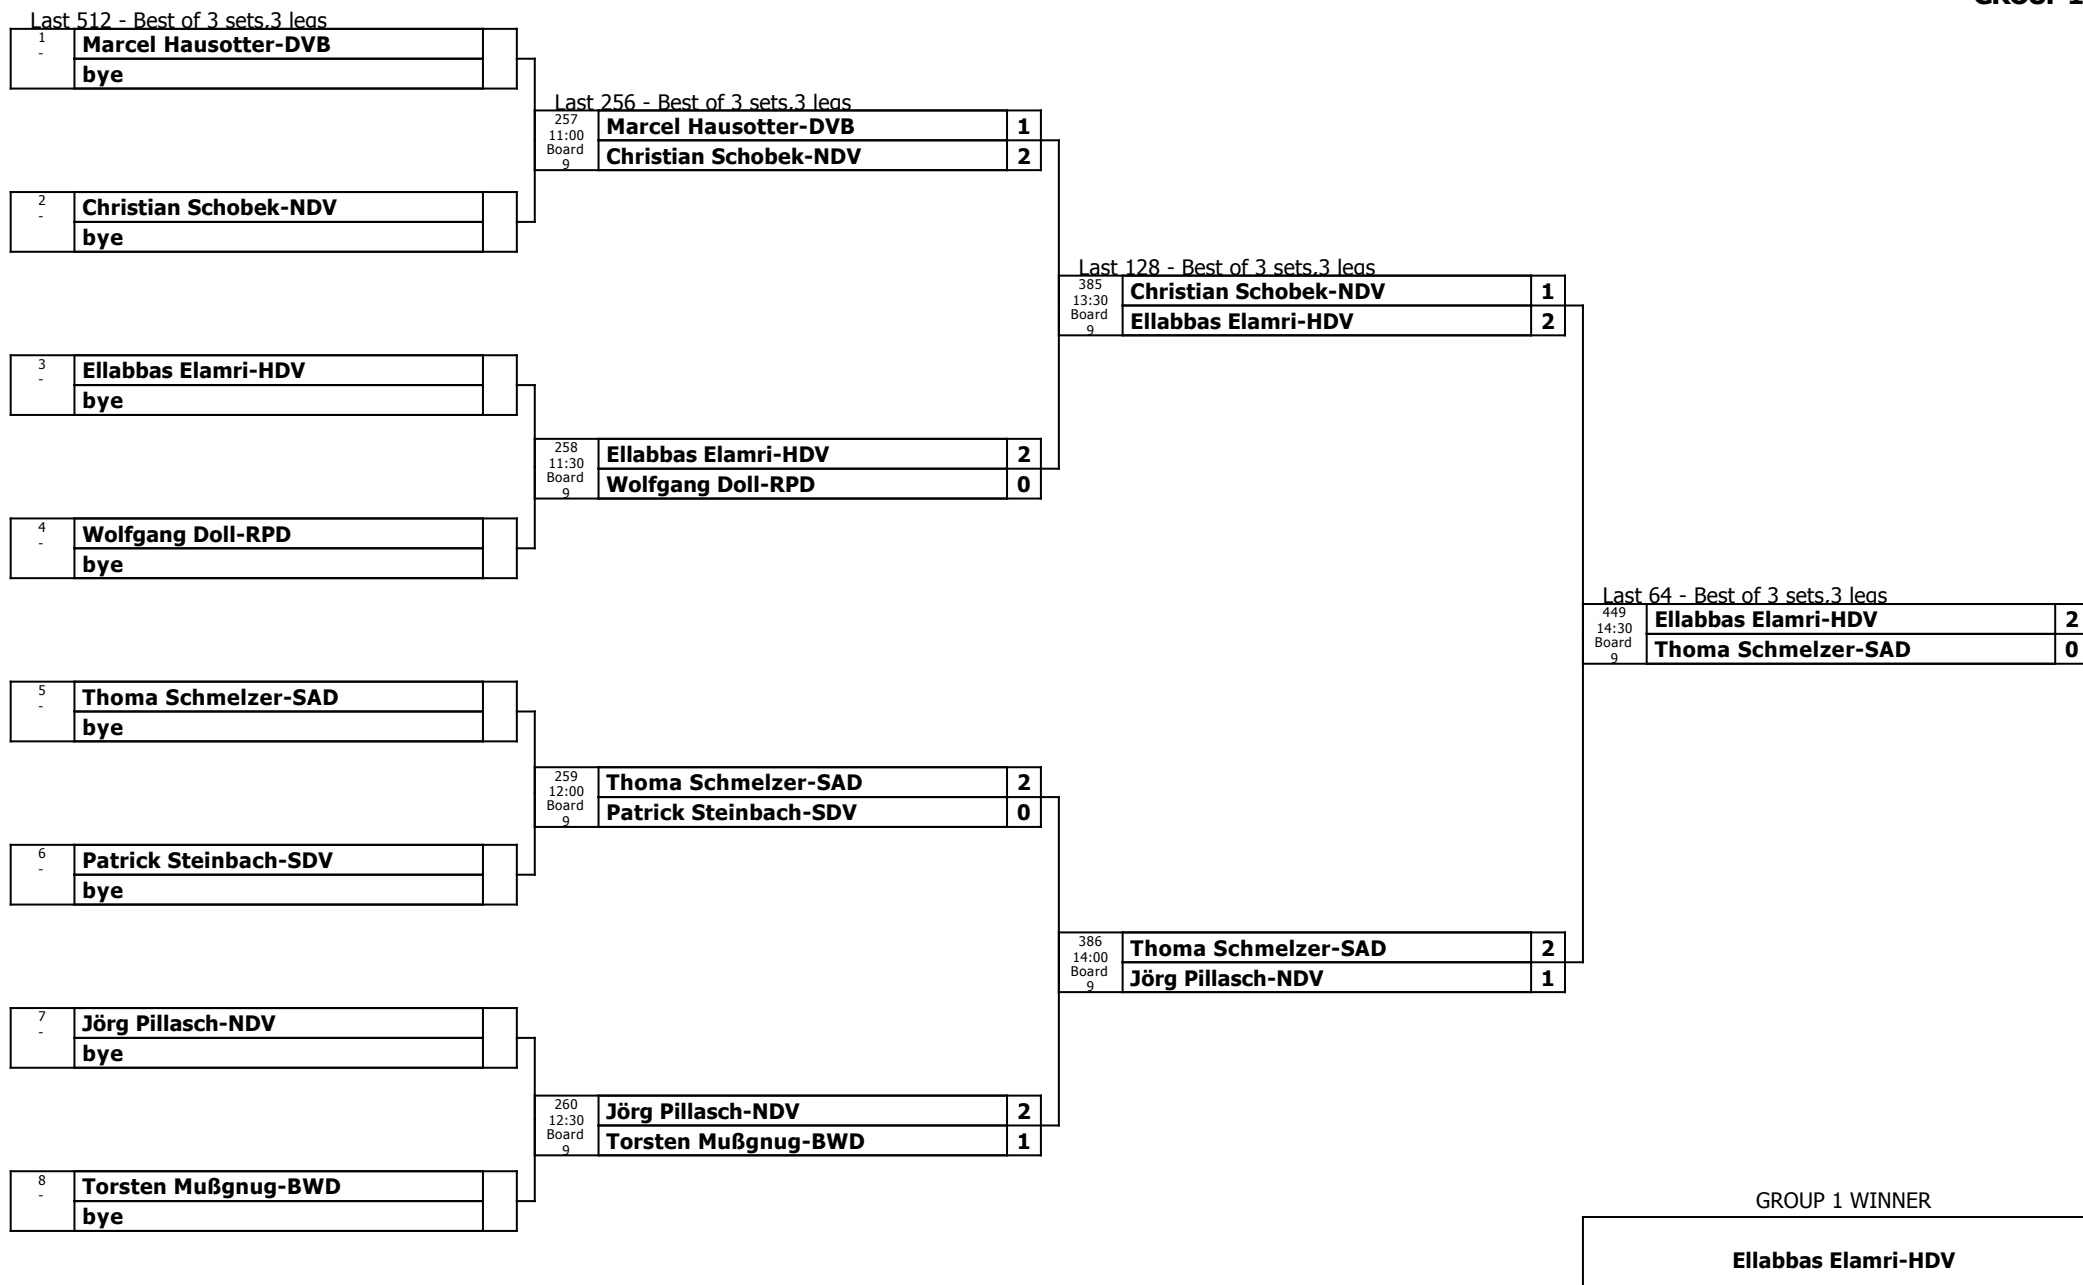 GROUP 1
Last 512 - Best of 3 sets,3 legs
1
-
Marcel Hausotter-DVB
bye
2
-
Christian Schobek-NDV
bye
3
-
Ellabbas Elamri-HDV
bye
4
-
Wolfgang Doll-RPD
bye
5
-
Thoma Schmelzer-SAD
bye
6
-
Patrick Steinbach-SDV
bye
7
-
Jörg Pillasch-NDV
bye
8
-
Torsten Mußgnug-BWD
bye
Last 256 - Best of 3 sets,3 legs
257
11:00
Board
9
Marcel Hausotter-DVB 1
Christian Schobek-NDV 2
258
11:30
Board
9
Ellabbas Elamri-HDV 2
Wolfgang Doll-RPD 0
259
12:00
Board
9
Thoma Schmelzer-SAD 2
Patrick Steinbach-SDV 0
260
12:30
Board
9
Jörg Pillasch-NDV 2
Torsten Mußgnug-BWD 1
Last 128 - Best of 3 sets,3 legs
385
13:30
Board
9
Christian Schobek-NDV 1
Ellabbas Elamri-HDV 2
386
14:00
Board
9
Thoma Schmelzer-SAD 2
Jörg Pillasch-NDV 1
Last 64 - Best of 3 sets,3 legs
449
14:30
Board
9
Ellabbas Elamri-HDV 2
Thoma Schmelzer-SAD 0
GROUP 1 WINNER
Ellabbas Elamri-HDV